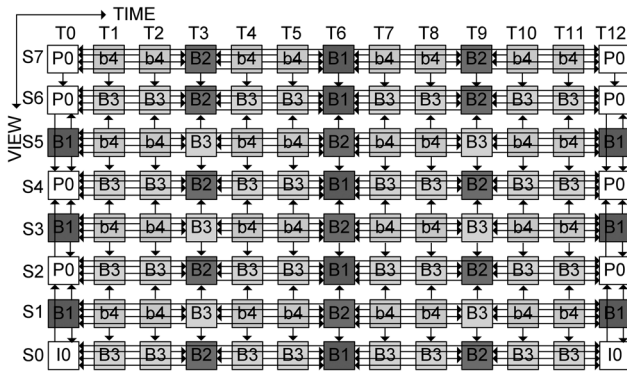 TIME
T0 T1 T2 T3 T4 T5 T6 T7 T8 T9 T10 T11 T12
S7 P0 b4 b4 B2 b4 b4 B1 b4 b4 B2 b4 b4 P0
S6 P0 B3 B3 B2 B3 B3 B1 B3 B3 B2 B3 B3 P0
VIEW
S5 B1 b4 b4 B3 b4 b4 B2 b4 b4 B3 b4 b4 B1
S4 P0 B3 B3 B2 B3 B3 B1 B3 B3 B2 B3 B3 P0
S3 B1 b4 b4 B3 b4 b4 B2 b4 b4 B3 b4 b4 B1
S2 P0 B3 B3 B2 B3 B3 B1 B3 B3 B2 B3 B3 P0
S1 B1 b4 b4 B3 b4 b4 B2 b4 b4 B3 b4 b4 B1
S0 I0 B3 B3 B2 B3 B3 B1 B3 B3 B2 B3 B3 I0